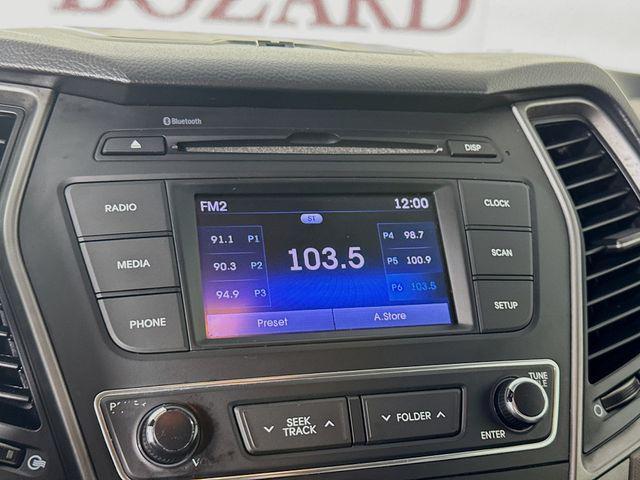 BOZARD
Bluetooth
DISP
RADIO
MEDIA
PHONE
FM2
12:00
ST
91.1 P1
90.3 P2
94.9 P3
103.5
P4 98.7
P5 100.9
P6 103.5
Preset
A.Store
CLOCK
SCAN
SETUP
SEEK
TRACK
FOLDER
TUNE
ENTER